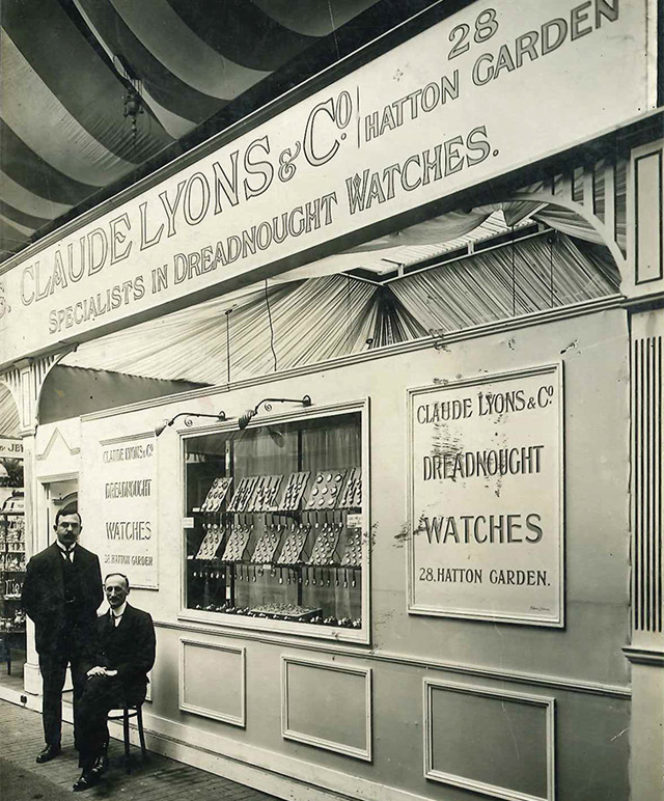 CLAUDE LYONS & Co. | 28 HATTON GARDEN
SPECIALISTS IN DREADNOUGHT WATCHES.
CLAUDE LYONS & Co
DREADNOUGHT
WATCHES
28 HATTON GARDEN
CLAUDE LYONS & Co
DREADNOUGHT
WATCHES
28. HATTON GARDEN.
JEW